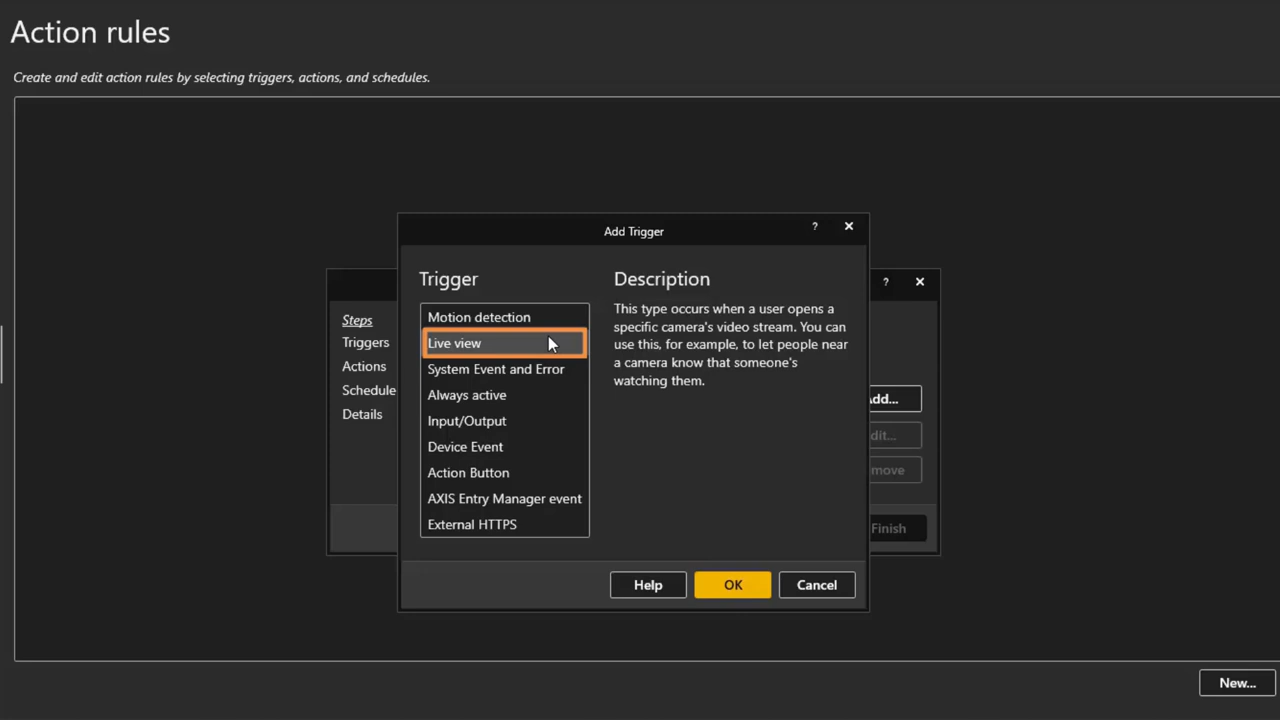 Action rules
Create and edit action rules by selecting triggers, actions, and schedules.
Add Trigger
?
Trigger
Motion detection
Live view
System Event and Error
Always active
Input/Output
Device Event
Action Button
AXIS Entry Manager event
External HTTPS
Description
This type occurs when a user opens a
specific camera's video stream. You can
use this, for example, to let people near
a camera know that someone's
watching them.
Help
OK
Cancel
?
Steps
Triggers
Actions
Schedule
Details
Finish
New...